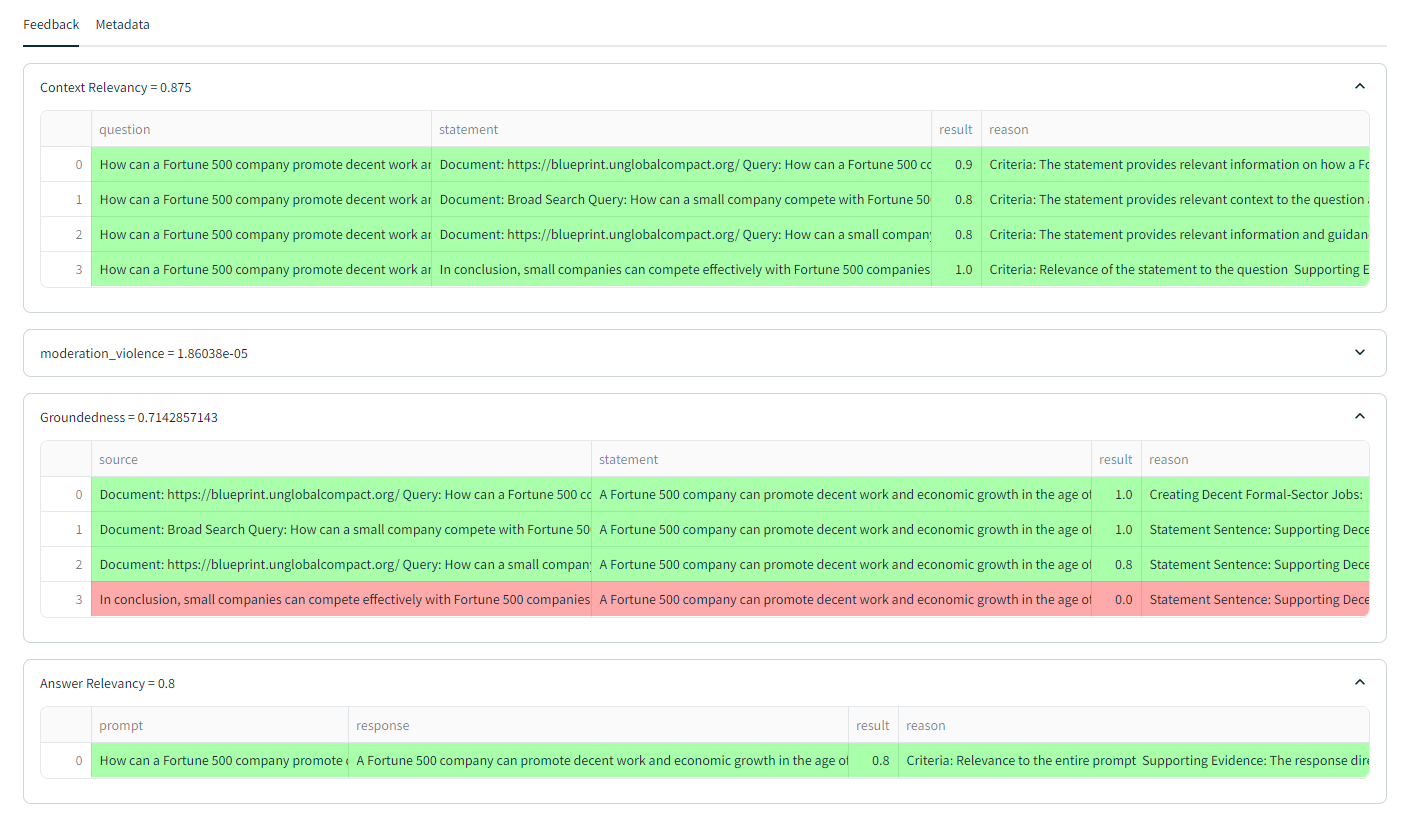 Feedback Metadata
Context Relevancy = 0.875
question statement result reason
0 How can a Fortune 500 company promote decent work ar Document: https://blueprint.unglobalcompact.org/ Query: How can a Fortune 500 cc 0.9 Criteria: The statement provides relevant information on how a Fc
1 How can a Fortune 500 company promote decent work ar Document: Broad Search Query: How can a small company compete with Fortune 50 0.8 Criteria: The statement provides relevant context to the question
2 How can a Fortune 500 company promote decent work ar Document: https://blueprint.unglobalcompact.org/ Query: How can a small company 0.8 Criteria: The statement provides relevant information and guidan
3 How can a Fortune 500 company promote decent work ar In conclusion, small companies can compete effectively with Fortune 500 companies 1.0 Criteria: Relevance of the statement to the question Supporting E
moderation_violence = 1.86038e-05
Groundedness = 0.7142857143
source statement result reason
0 Document: https://blueprint.unglobalcompact.org/ Query: How can a Fortune 500 cc A Fortune 500 company can promote decent work and economic growth in the age of 1.0 Creating Decent Formal-Sector Jobs:
1 Document: Broad Search Query: How can a small company compete with Fortune 50 A Fortune 500 company can promote decent work and economic growth in the age of 1.0 Statement Sentence: Supporting Dece
2 Document: https://blueprint.unglobalcompact.org/ Query: How can a small company A Fortune 500 company can promote decent work and economic growth in the age of 0.8 Statement Sentence: Supporting Dece
3 In conclusion, small companies can compete effectively with Fortune 500 companies A Fortune 500 company can promote decent work and economic growth in the age of 0.0 Statement Sentence: Supporting Dece
Answer Relevancy = 0.8
prompt response result reason
0 How can a Fortune 500 company promote A Fortune 500 company can promote decent work and economic growth in the age of 0.8 Criteria: Relevance to the entire prompt Supporting Evidence: The response dire